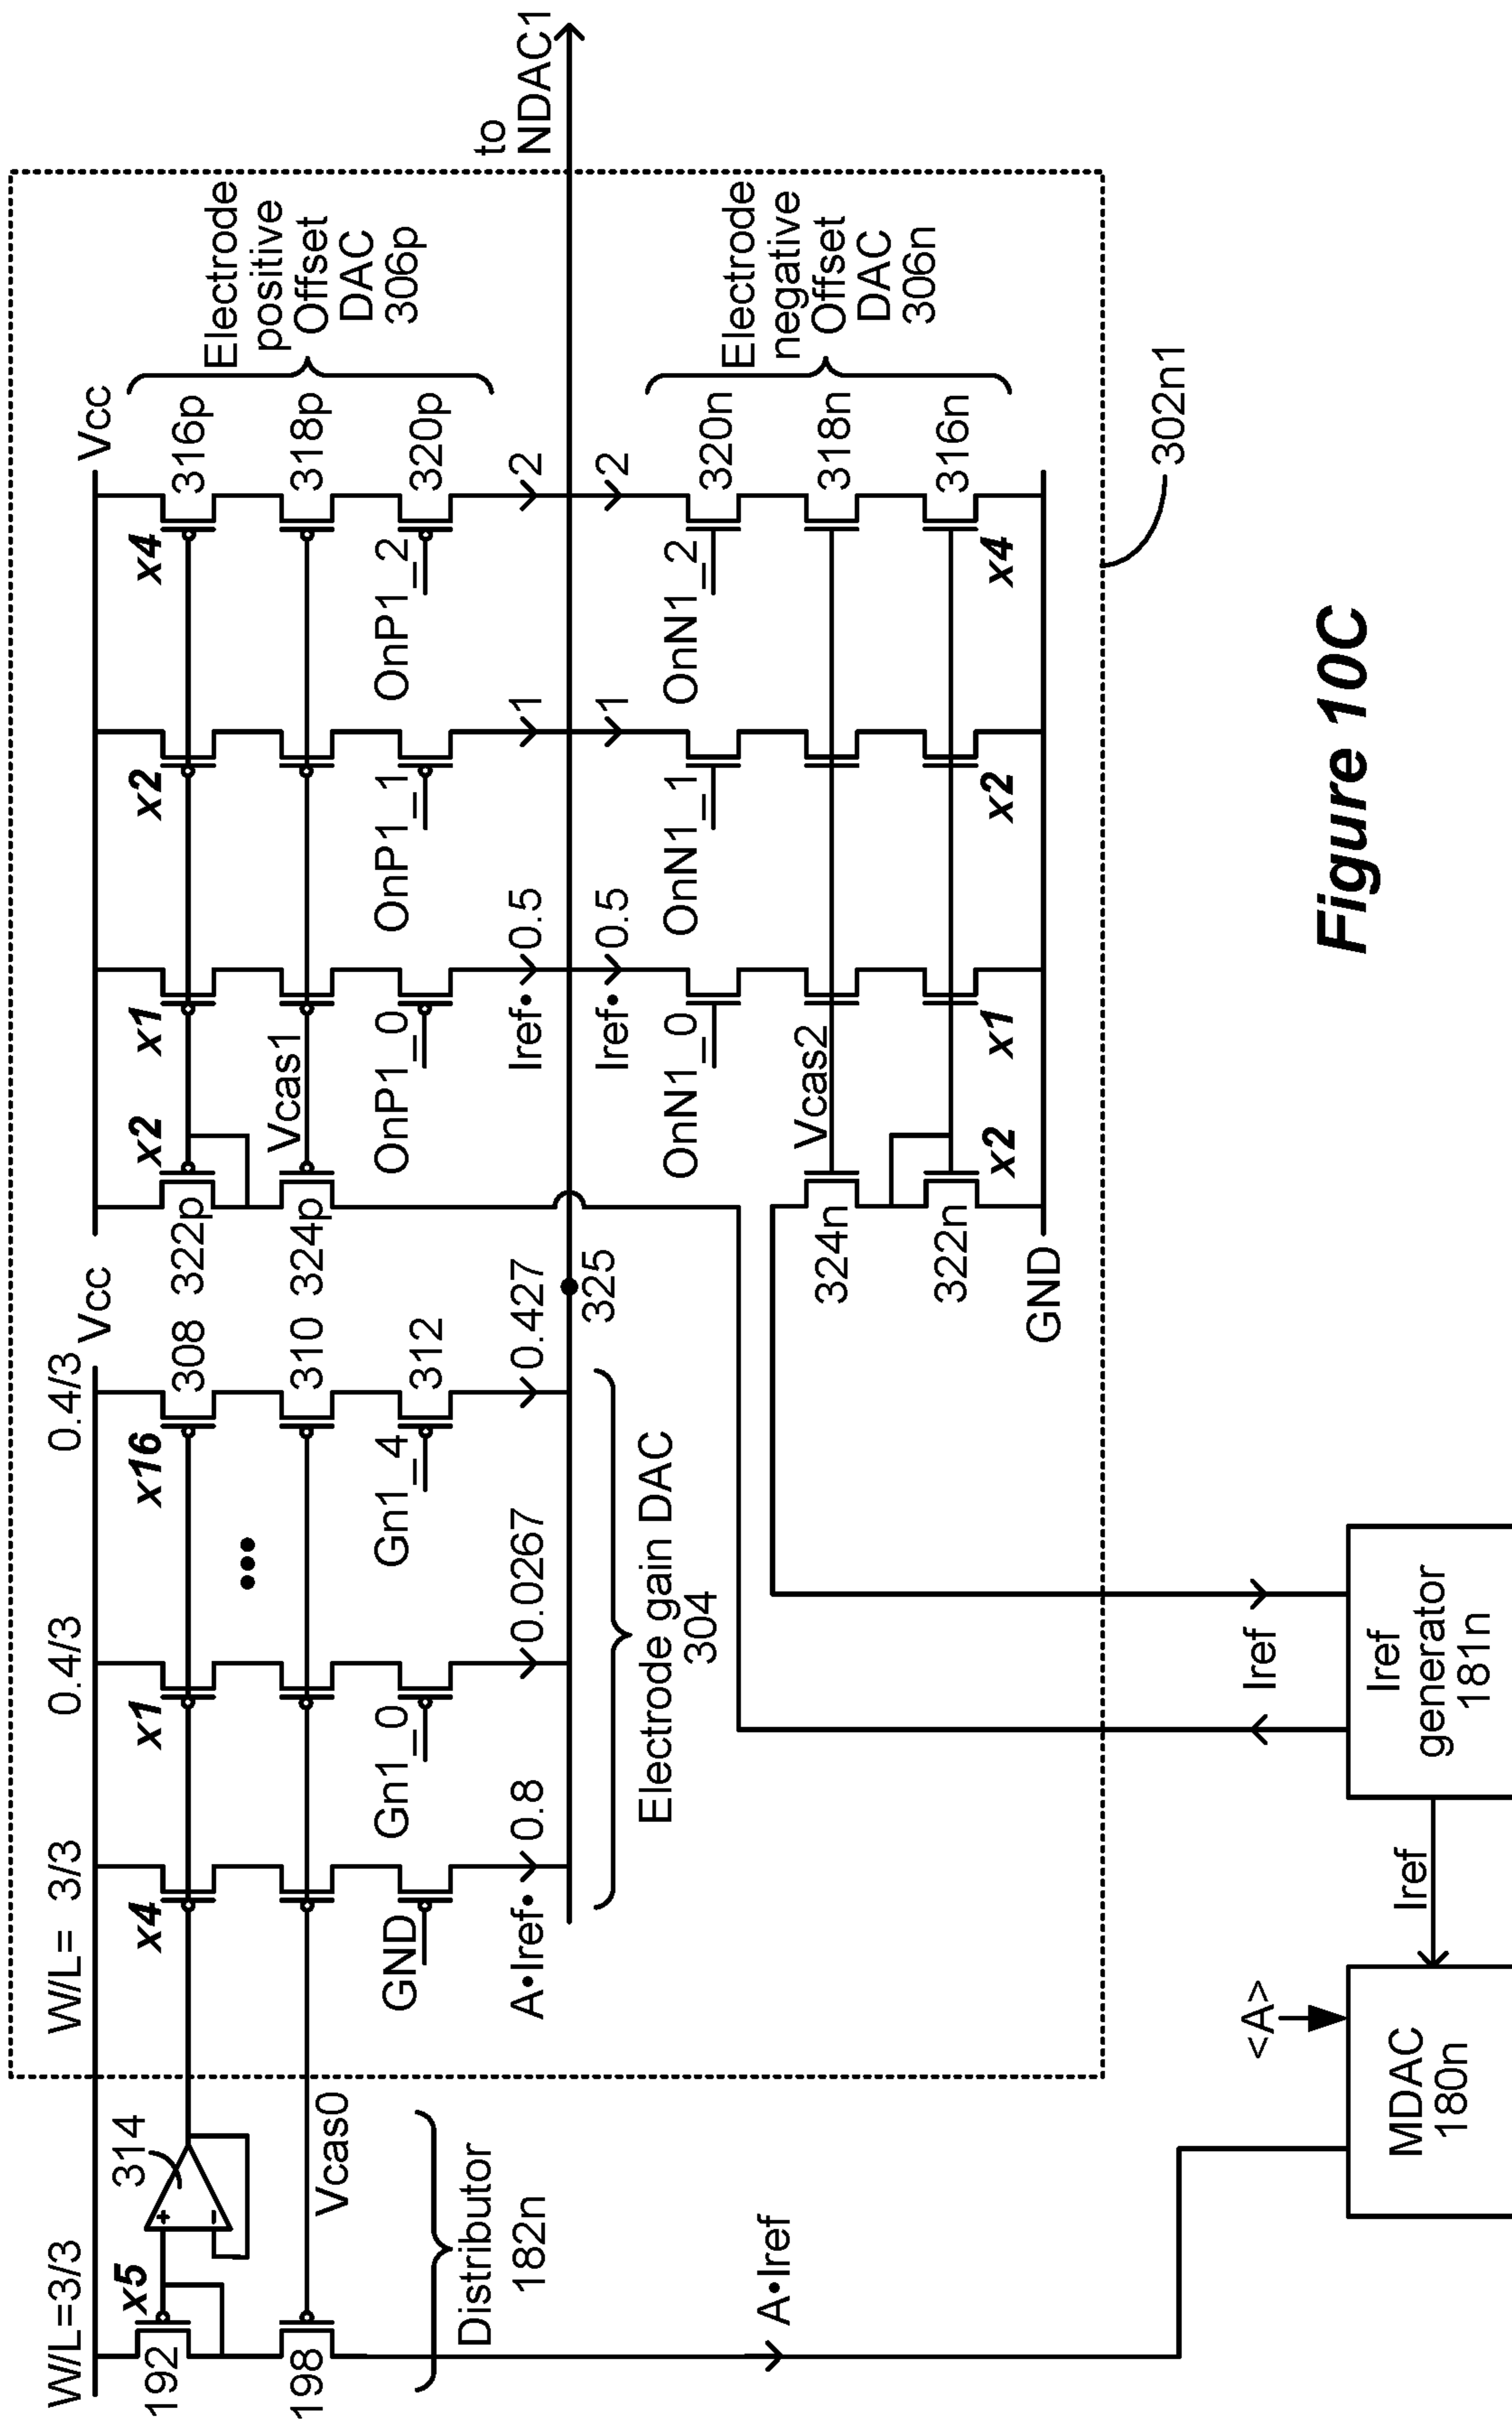 W/L=3/3
W/L= 3/3
0.4/3
0.4/3
Vcc
Vcc
192
x5
314
x4
x1
x16
308
322p
x2
x1
x2
x4
316p
198
Vcas0
310
324p
Vcas1
318p
GND
Gn1_0
Gn1_4
312
OnP1_0
OnP1_1
OnP1_2
320p
Electrode
positive
Offset
DAC
306p
Distributor
182n
A•Iref•
0.8
0.0267
0.427
Iref•
0.5
1
2
to
NDAC1
325
Electrode gain DAC
304
Iref•
0.5
1
2
OnN1_0
OnN1_1
OnN1_2
320n
324n
Vcas2
318n
322n
x2
x1
x2
x4
316n
Electrode
negative
Offset
DAC
306n
GND
A•Iref
302n1
<A>
Iref
Iref
MDAC
180n
Iref
Iref
generator
181n
Figure 10C